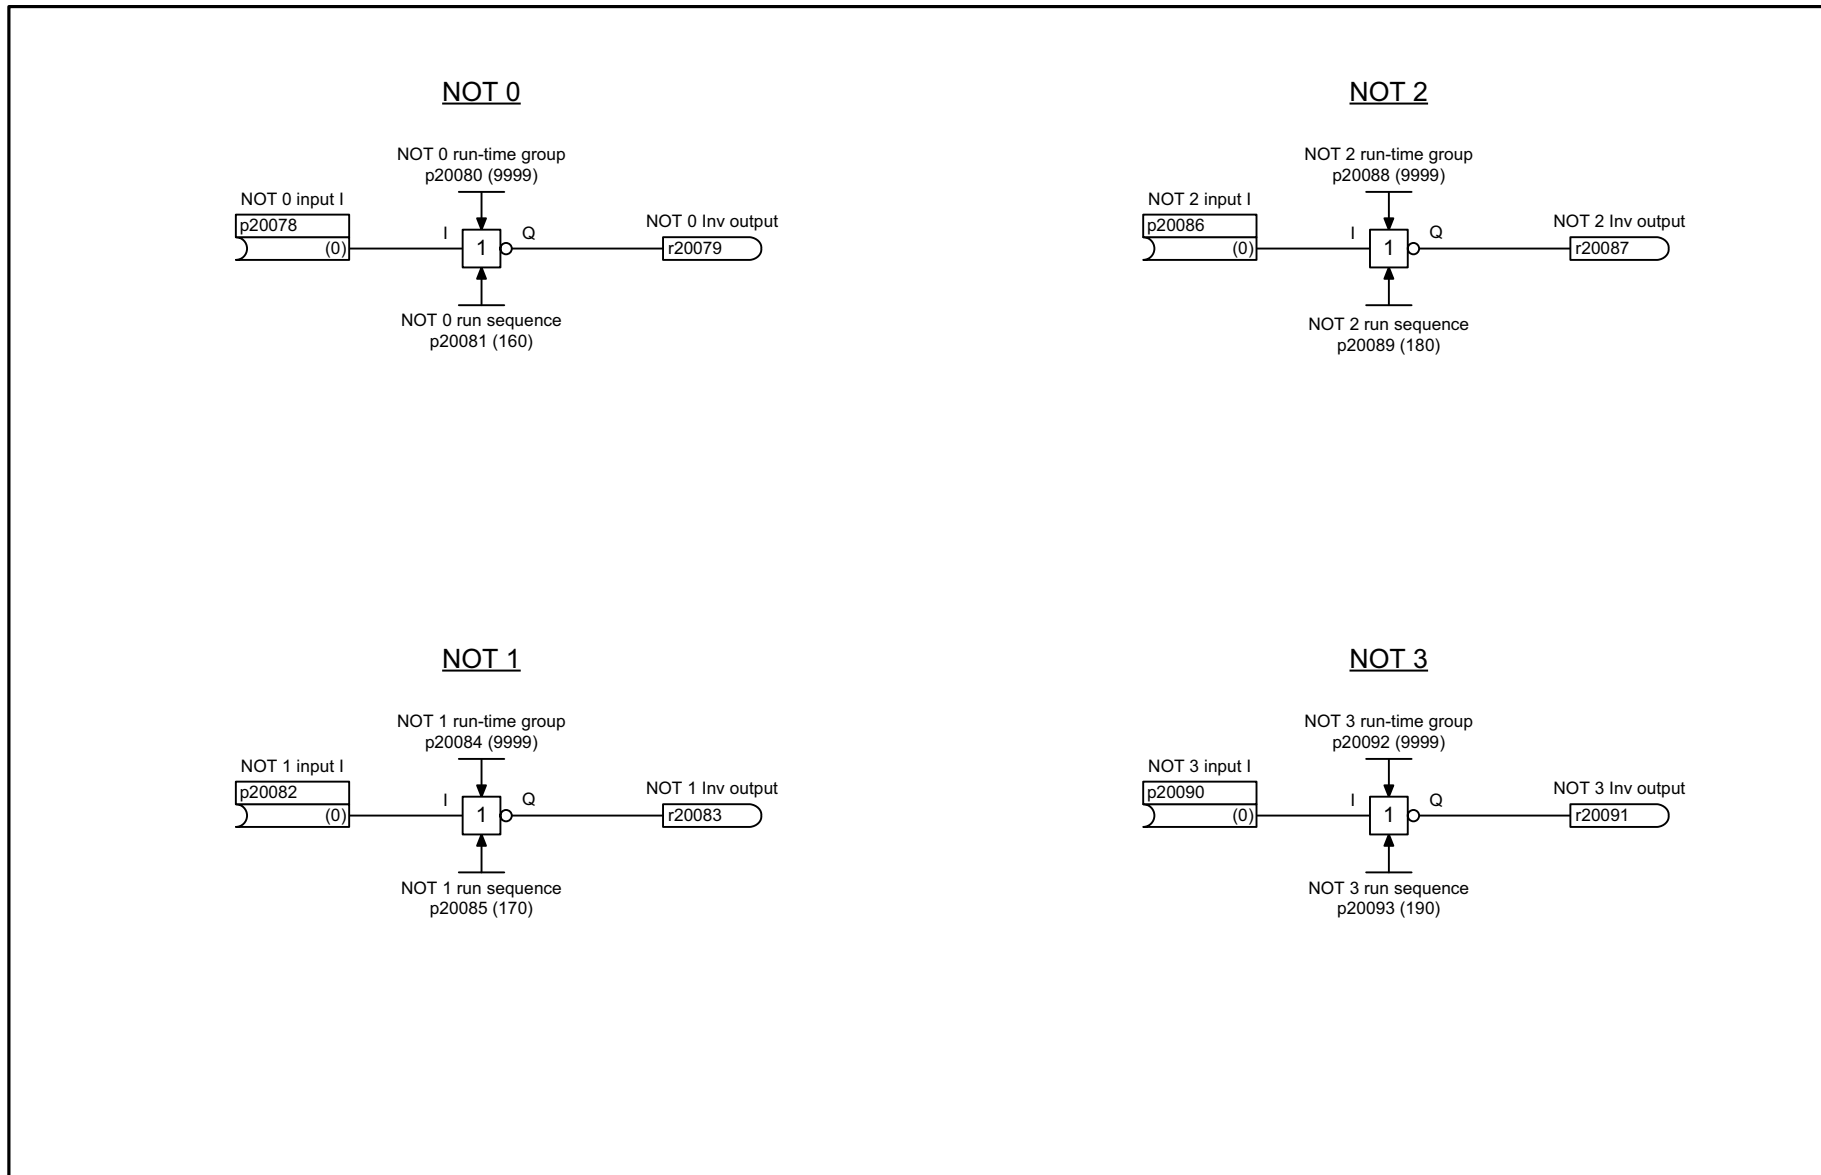 NOT 0
NOT 0 run-time group
p20080 (9999)
NOT 0 input I
p20078
(0)
I
1
Q
NOT 0 Inv output
r20079
NOT 0 run sequence
p20081 (160)
NOT 2
NOT 2 run-time group
p20088 (9999)
NOT 2 input I
p20086
(0)
I
1
Q
NOT 2 Inv output
r20087
NOT 2 run sequence
p20089 (180)
NOT 1
NOT 1 run-time group
p20084 (9999)
NOT 1 input I
p20082
(0)
I
1
Q
NOT 1 Inv output
r20083
NOT 1 run sequence
p20085 (170)
NOT 3
NOT 3 run-time group
p20092 (9999)
NOT 3 input I
p20090
(0)
I
1
Q
NOT 3 Inv output
r20091
NOT 3 run sequence
p20093 (190)